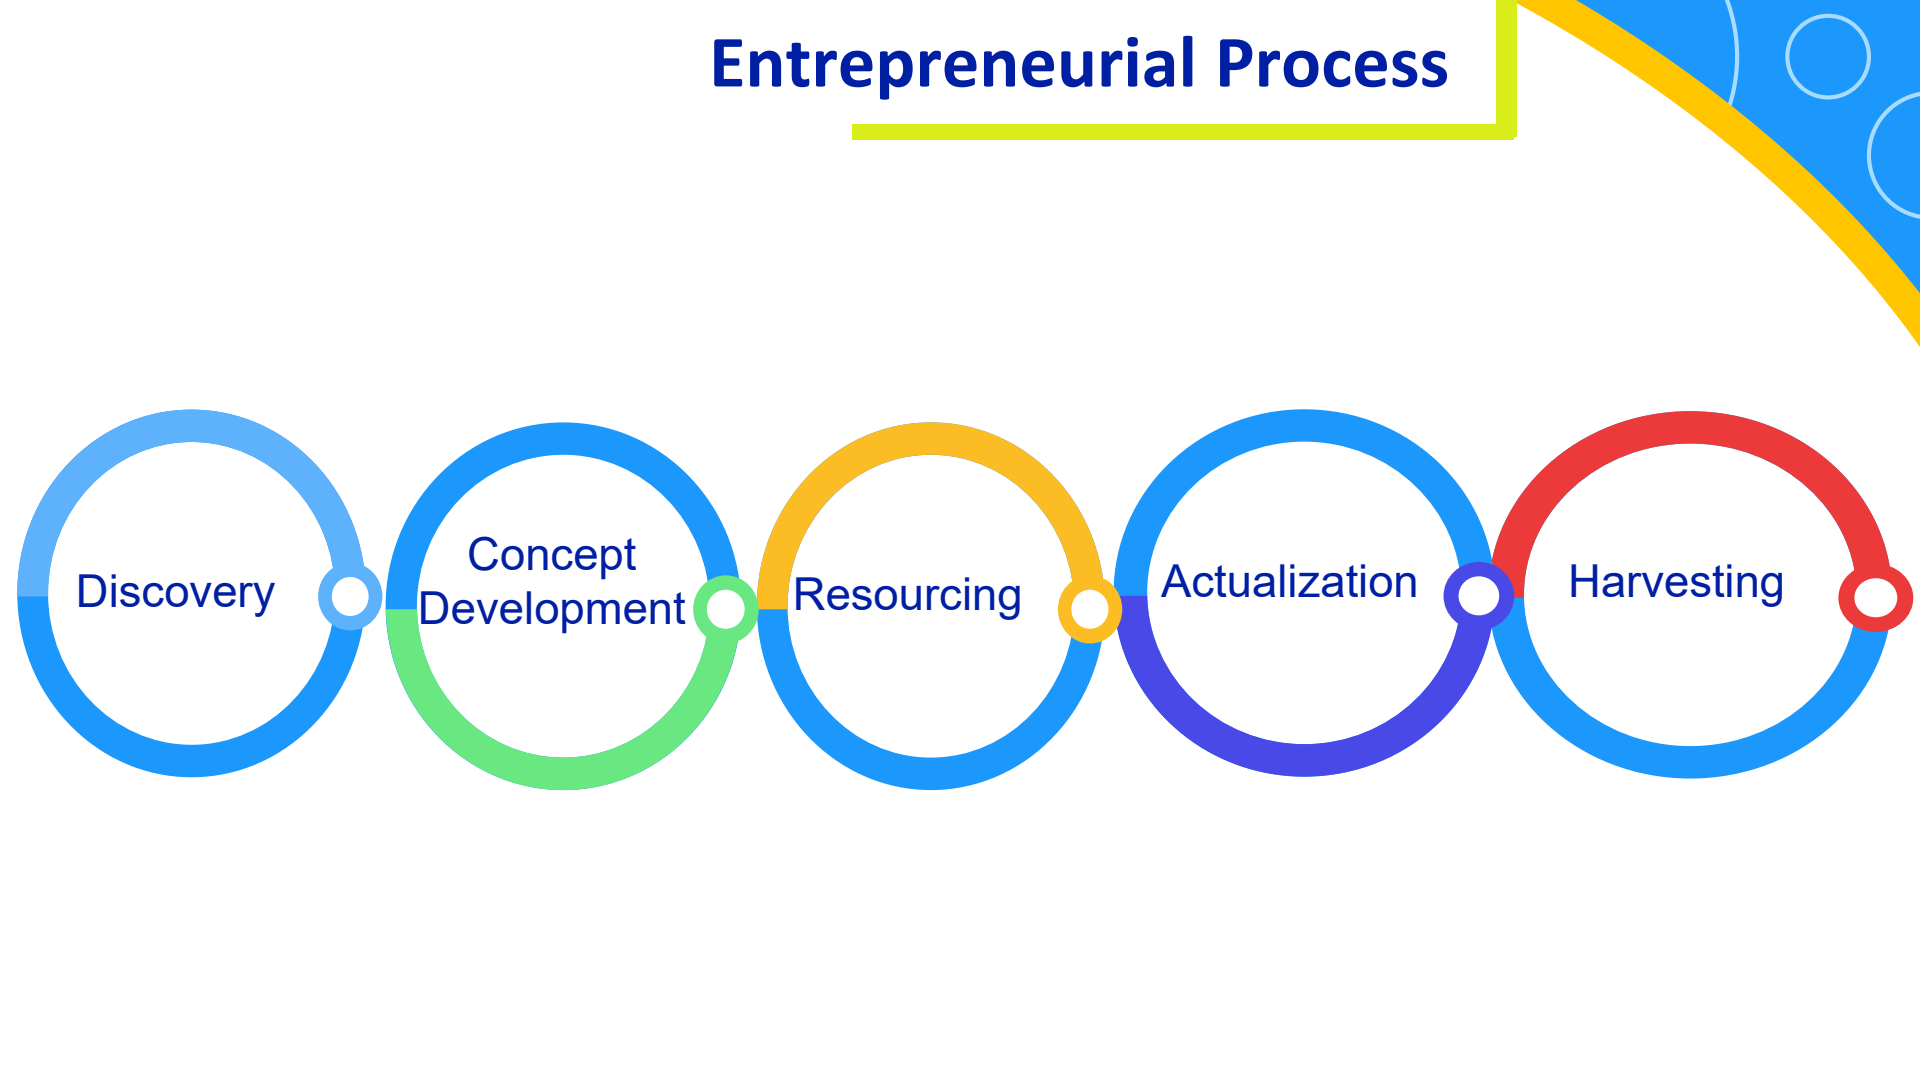 Entrepreneurial Process
Discovery
Concept
Development
Resourcing
Actualization
Harvesting